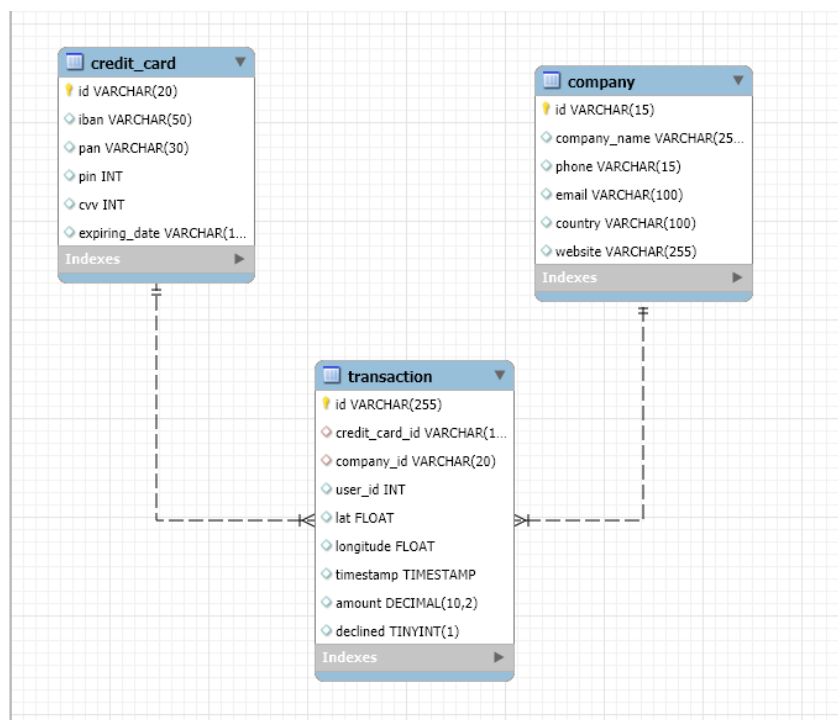 credit_card
id VARCHAR(20)
iban VARCHAR(50)
pan VARCHAR(30)
pin INT
cvv INT
expiring_date VARCHAR(1...
Indexes
company
id VARCHAR(15)
company_name VARCHAR(25...
phone VARCHAR(15)
email VARCHAR(100)
country VARCHAR(100)
website VARCHAR(255)
Indexes
transaction
id VARCHAR(255)
credit_card_id VARCHAR(1...
company_id VARCHAR(20)
user_id INT
lat FLOAT
longitude FLOAT
timestamp TIMESTAMP
amount DECIMAL(10,2)
declined TINYINT(1)
Indexes